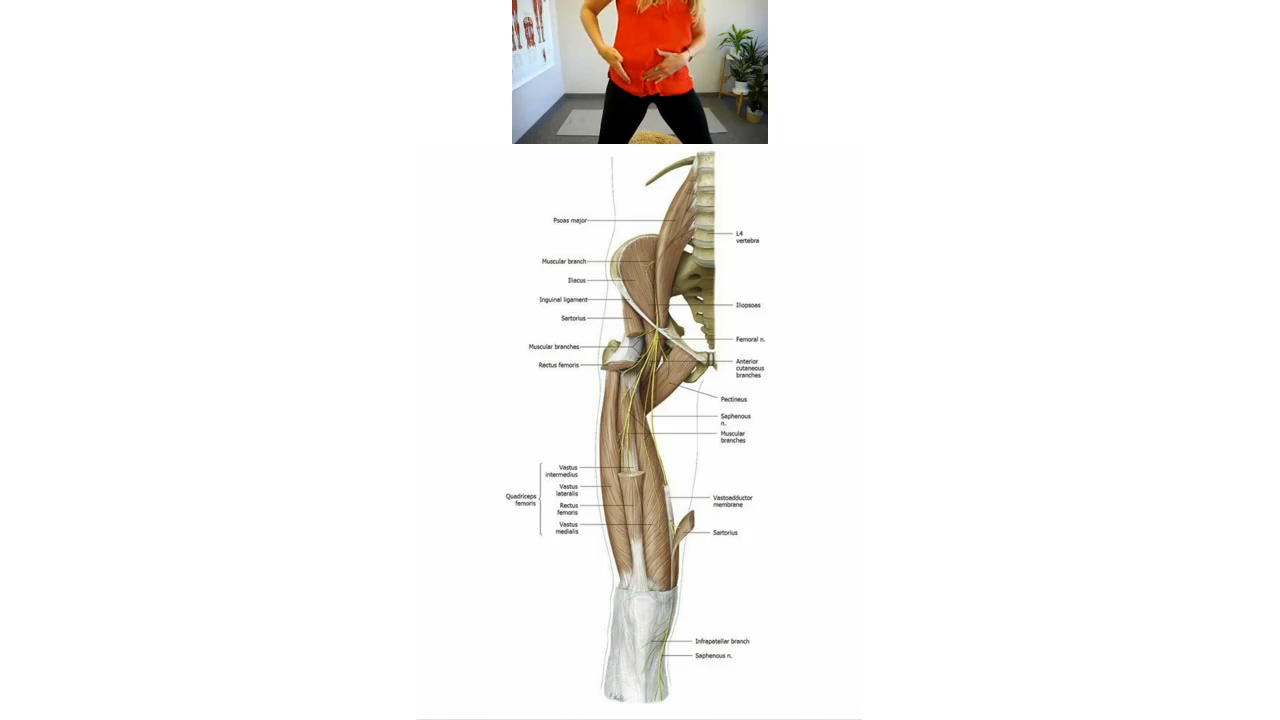 Psoas major
L4
vertebra
Muscular branch
Iliacus
Inguinal ligament
Iliopsoas
Sartorius
Femoral n.
Muscular branches
Rectus femoris
Anterior
cutaneous
branches
Pectineus
Saphenous
n.
Muscular
branches
Quadriceps
femoris
Vastus
intermedius
Vastus
lateralis
Rectus
femoris
Vastus
medialis
Vastoadductor
membrane
Sartorius
Infrapatellar branch
Saphenous n.